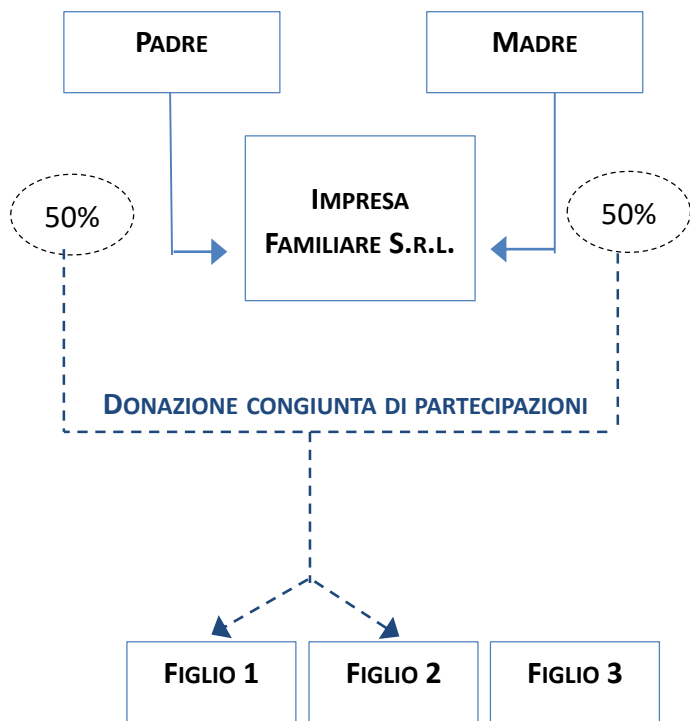 PADRE
MADRE
IMPRESA
FAMILIARE S.R.L.
50%
50%
DONAZIONE CONGIUNTA DI PARTECIPAZIONI
FIGLIO 1
FIGLIO 2
FIGLIO 3